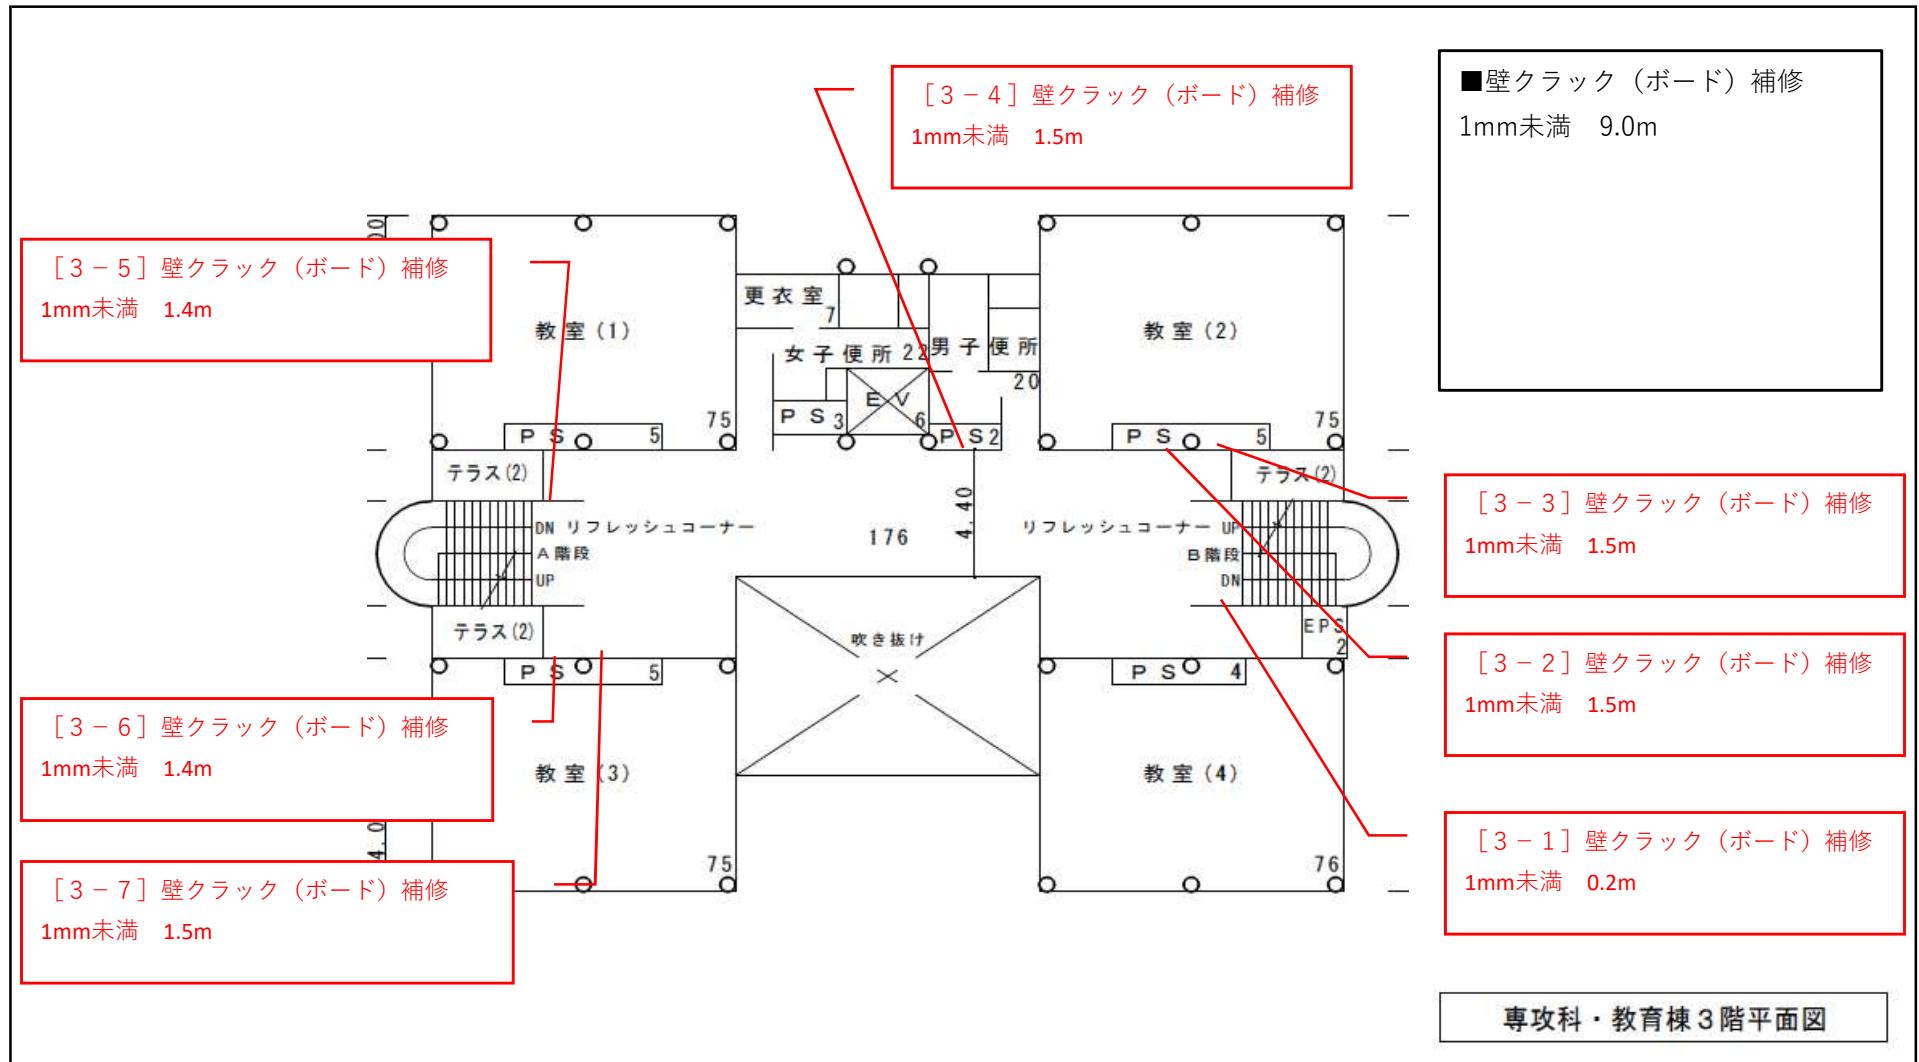 ［３－４］壁クラック（ボード）補修
1mm未満　1.5m
■壁クラック（ボード）補修
1mm未満　9.0m
［３－５］壁クラック（ボード）補修
1mm未満　1.4m
教室(1)
75
PS 5
更衣室 7
女子便所 22
男子便所 20
EV 6
PS 3
PS 2
教室(2)
75
PS 5
テラス(2)
テラス(2)
DN リフレッシュコーナー
A階段
UP
176
4,40
リフレッシュコーナー UP
B階段
DN
［３－３］壁クラック（ボード）補修
1mm未満　1.5m
テラス(2)
吹き抜け
EPS 2
PS 5
PS 4
［３－２］壁クラック（ボード）補修
1mm未満　1.5m
［３－６］壁クラック（ボード）補修
1mm未満　1.4m
教室(3)
75
教室(4)
76
4,0
［３－１］壁クラック（ボード）補修
1mm未満　0.2m
［３－７］壁クラック（ボード）補修
1mm未満　1.5m
専攻科・教育棟３階平面図